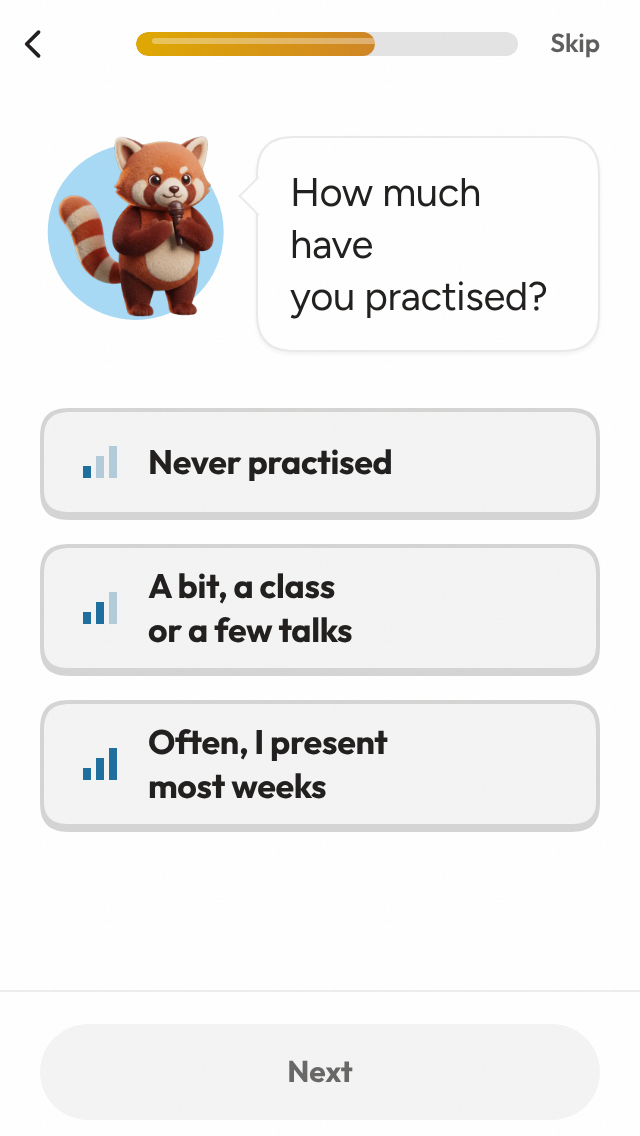 Skip
How much
have
you practised?
Never practised
A bit, a class
or a few talks
Often, I present
most weeks
Next